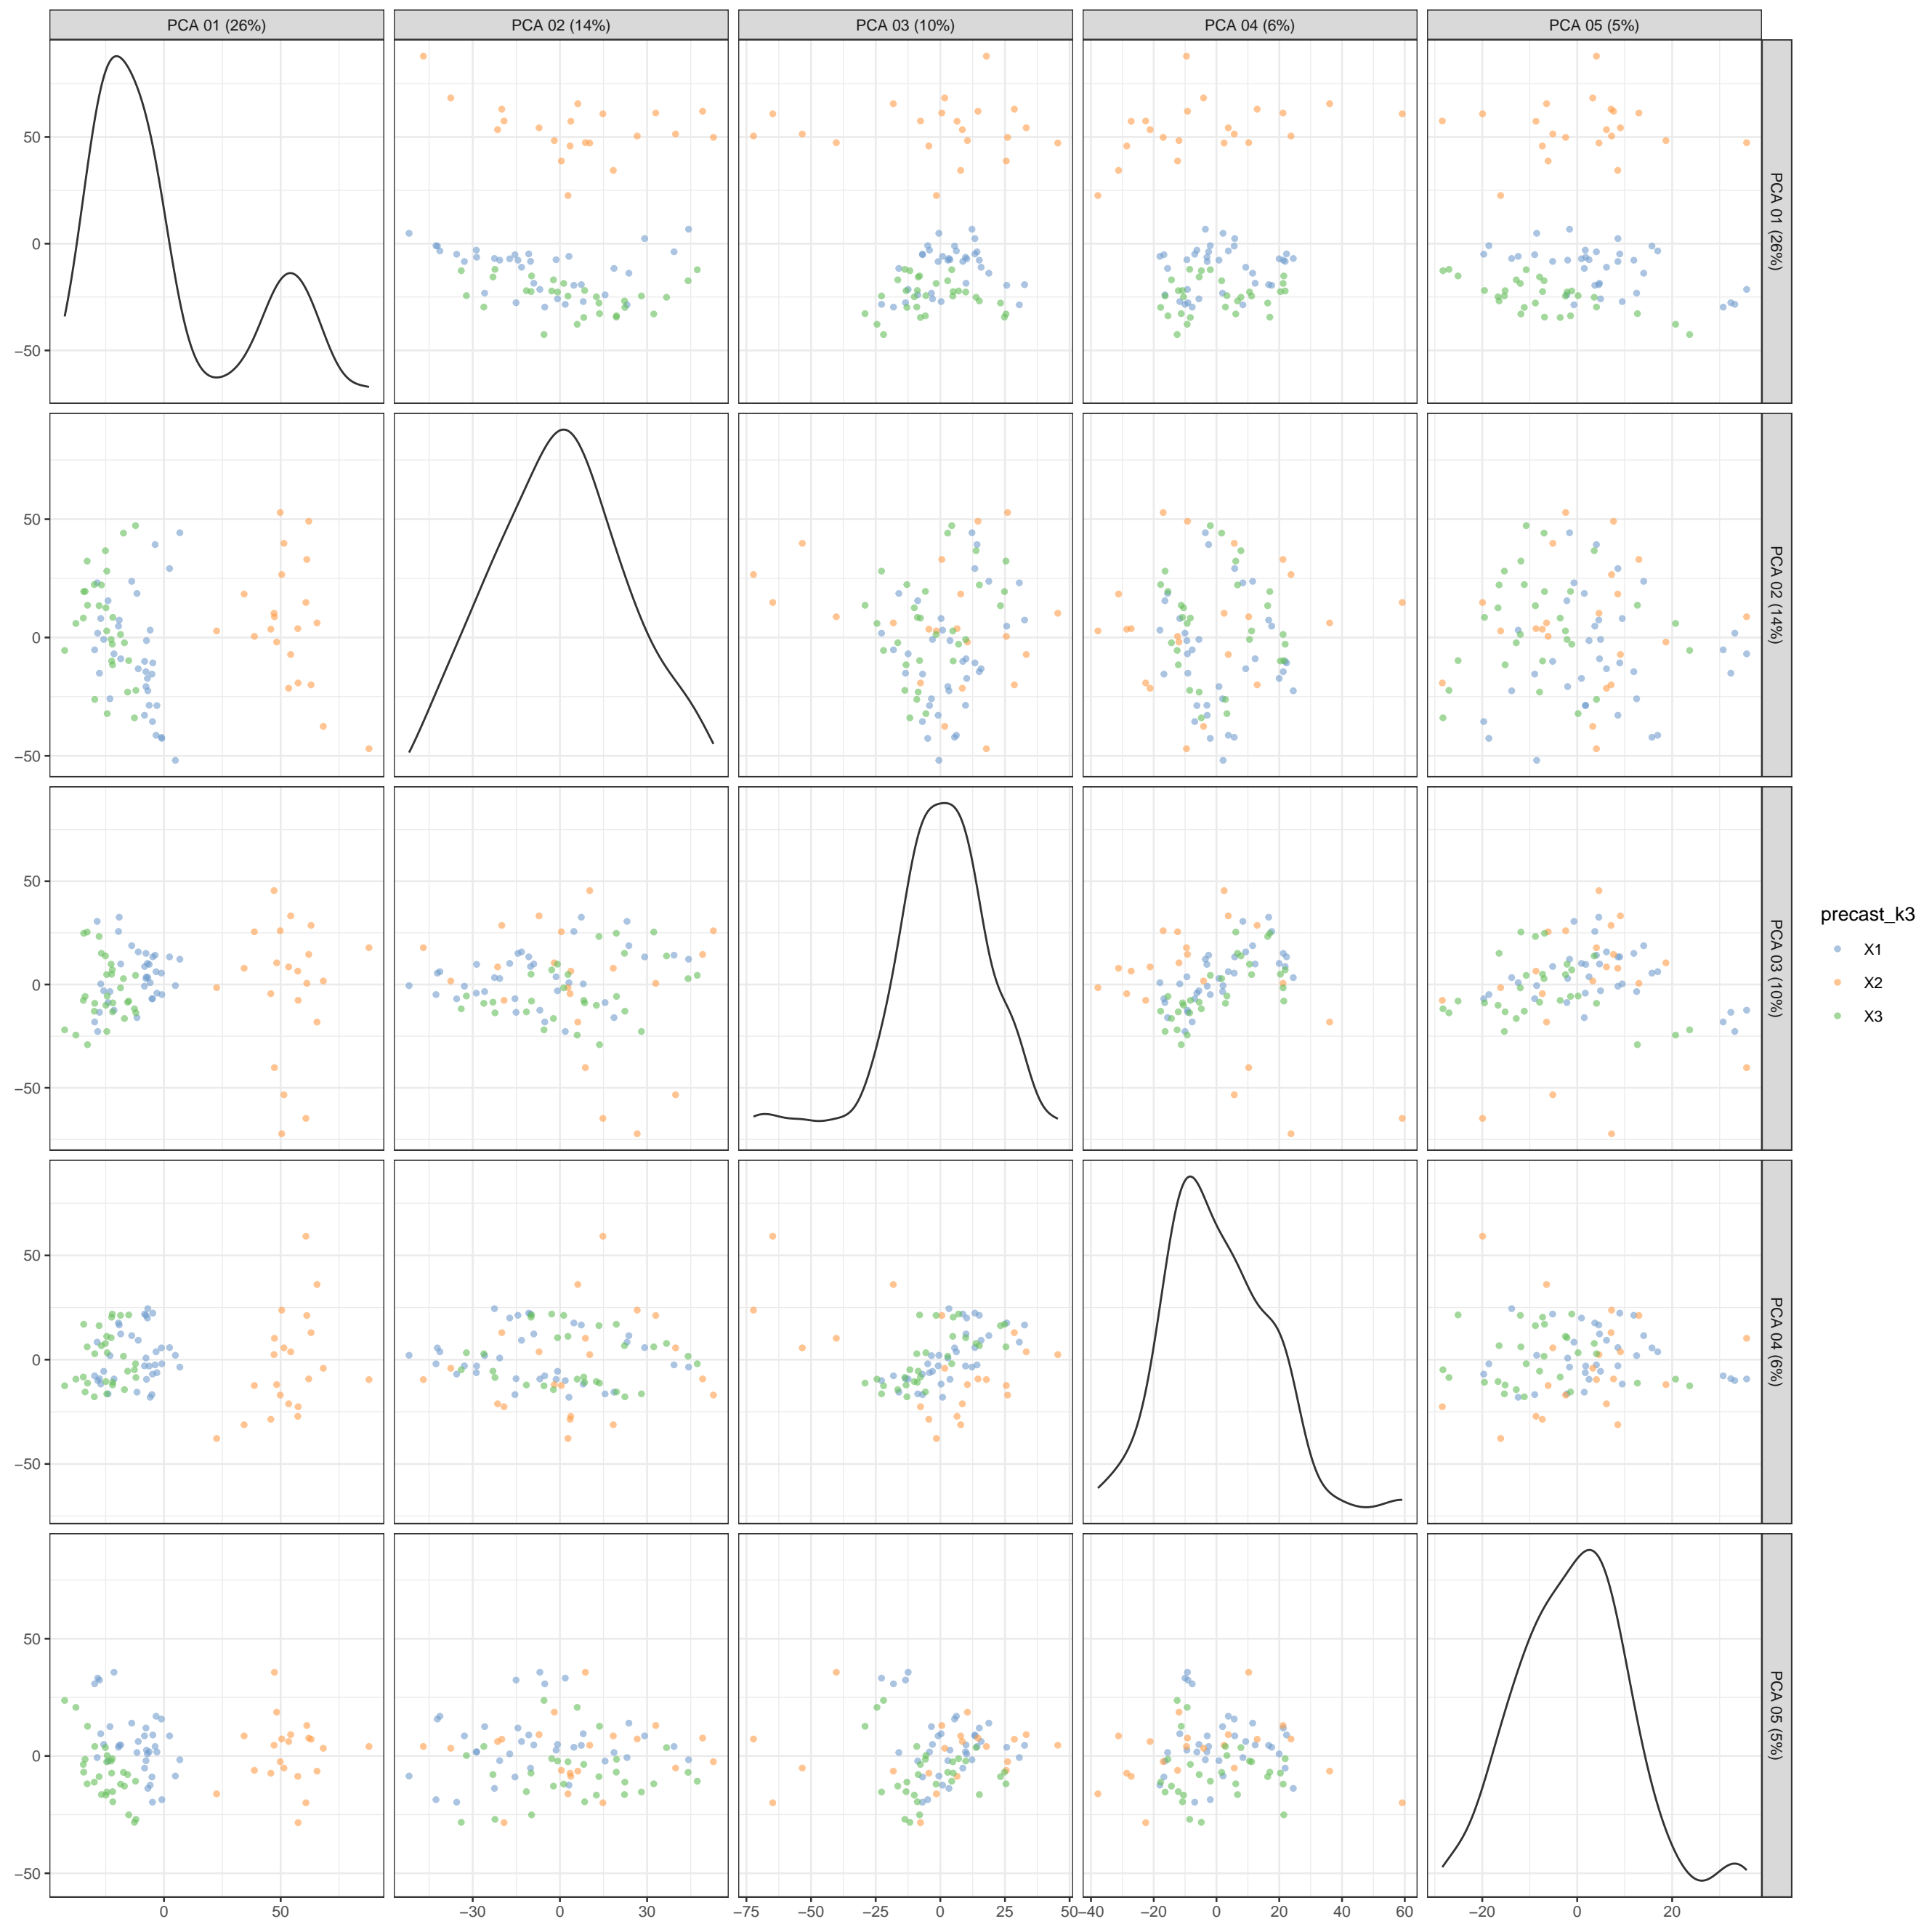 PCA 01 (26%) PCA 02 (14%) PCA 03 (10%) PCA 04 (6%) PCA 05 (5%)
50
0
−50
PCA 01 (26%)
50
0
−50
PCA 02 (14%)
50
0
−50
PCA 03 (10%)
50
0
−50
PCA 04 (6%)
50
0
−50
PCA 05 (5%)
0 50 −30 0 30 −75 −50 −25 0 25 50 −40 −20 0 20 40 60 −20 0 20
precast_k3
X1
X2
X3